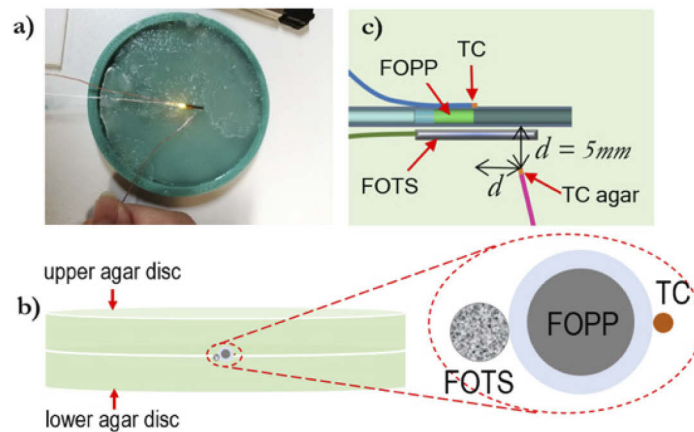 a)
c)
TC
FOPP
d = 5mm
d
FOTS
TC agar
upper agar disc
b)
lower agar disc
FOPP
TC
FOTS